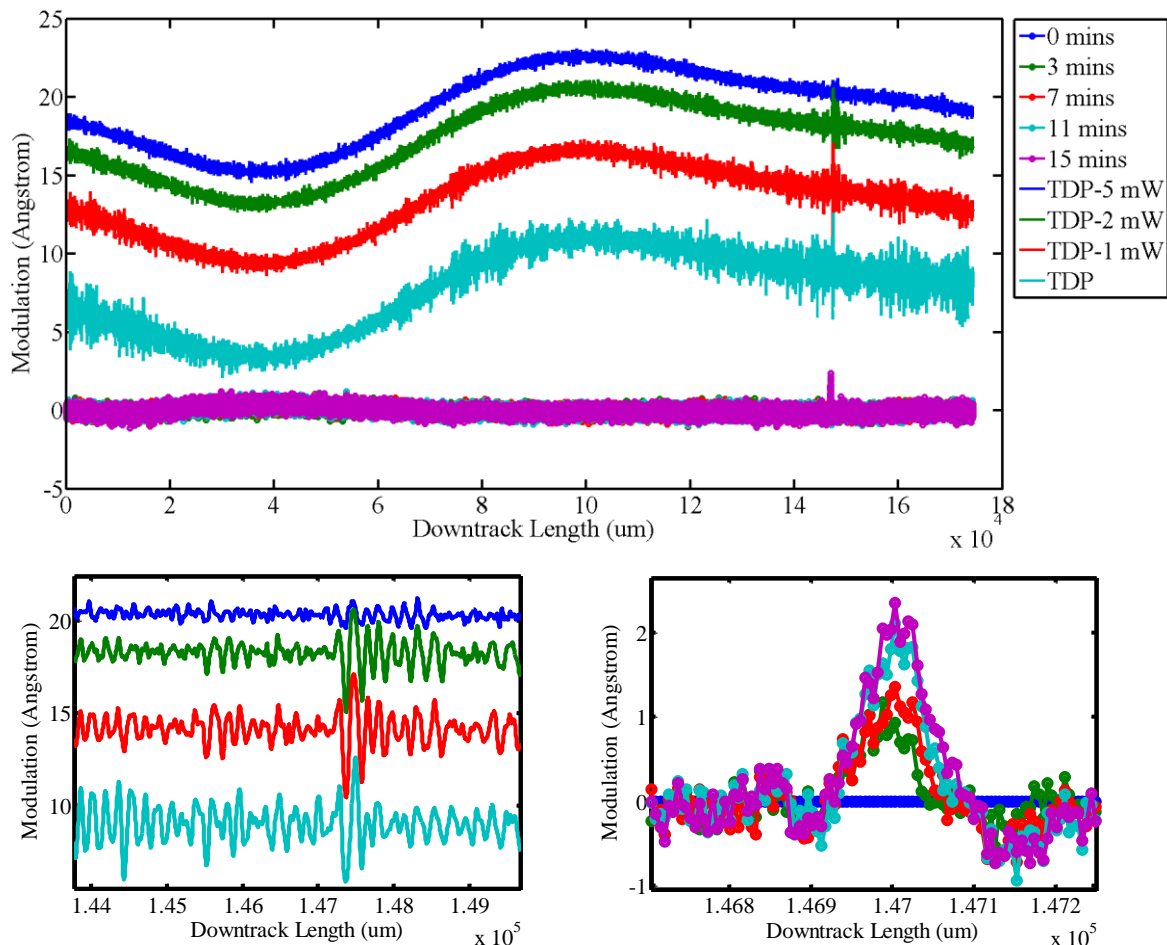 25
20
15
10
5
0
-5
Modulation (Angstrom)
0 2 4 6 8 10 12 14 16 18
Downtrack Length (um)
x 10^4
0 mins
3 mins
7 mins
11 mins
15 mins
TDP-5 mW
TDP-2 mW
TDP-1 mW
TDP
20
15
10
Modulation (Angstrom)
1.44 1.45 1.46 1.47 1.48 1.49
Downtrack Length (um)
x 10^5
2
1
0
-1
Modulation (Angstrom)
1.468 1.469 1.47 1.471 1.472
Downtrack Length (um)
x 10^5